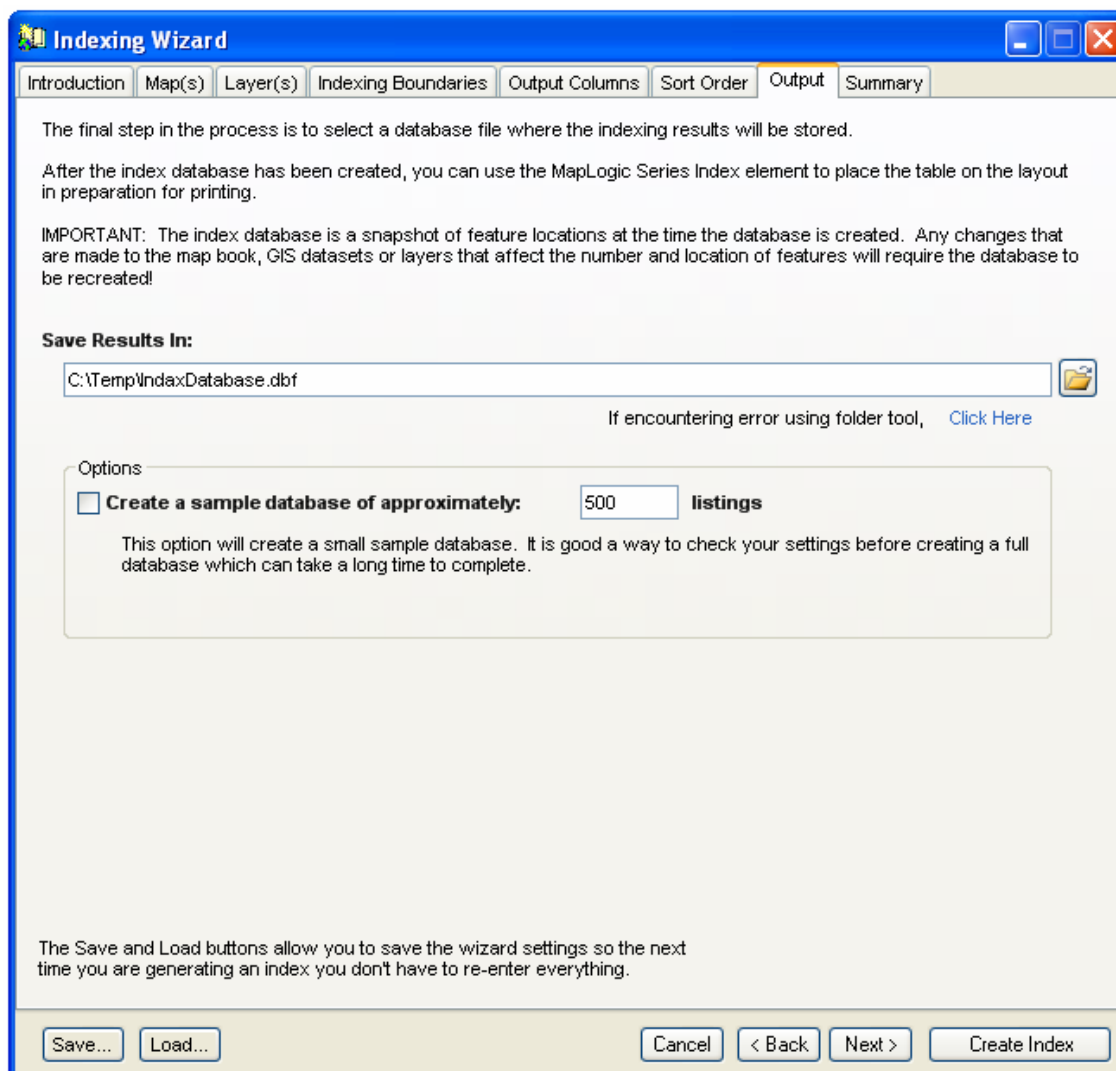 Indexing Wizard
Introduction Map(s) Layer(s) Indexing Boundaries Output Columns Sort Order Output Summary
The final step in the process is to select a database file where the indexing results will be stored.
After the index database has been created, you can use the MapLogic Series Index element to place the table on the layout
in preparation for printing.
IMPORTANT: The index database is a snapshot of feature locations at the time the database is created. Any changes that
are made to the map book, GIS datasets or layers that affect the number and location of features will require the database to
be recreated!
Save Results In:
C:\Temp\IndaxDatabase.dbf
If encountering error using folder tool, Click Here
Options
Create a sample database of approximately: 500 listings
This option will create a small sample database. It is good a way to check your settings before creating a full
database which can take a long time to complete.
The Save and Load buttons allow you to save the wizard settings so the next
time you are generating an index you don't have to re-enter everything.
Save... Load... Cancel < Back Next > Create Index